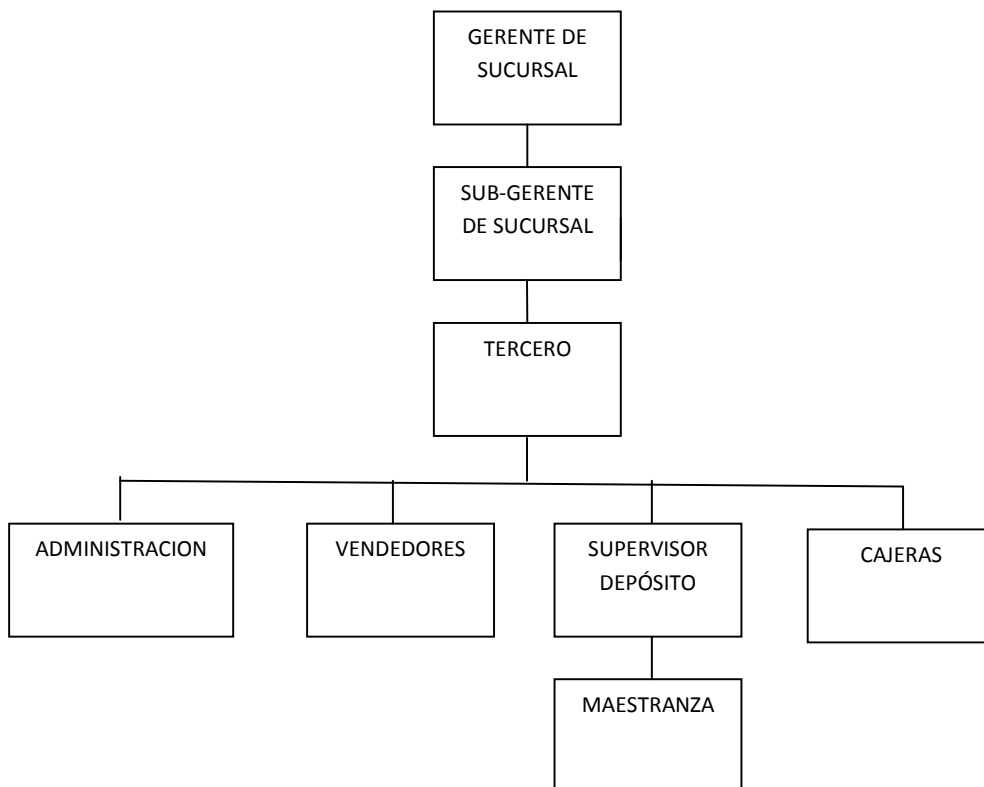 GERENTE DE
SUCURSAL
SUB-GERENTE
DE SUCURSAL
TERCERO
ADMINISTRACION
VENDEDORES
SUPERVISOR
DEPÓSITO
CAJERAS
MAESTRANZA